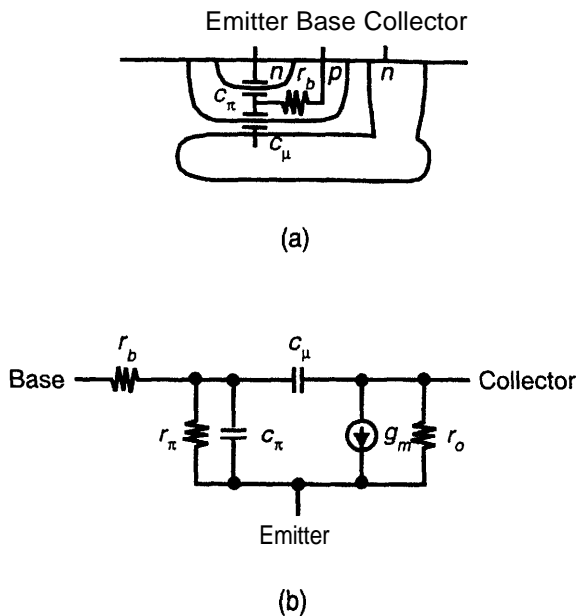 Emitter Base Collector
n r_b p n
c_π
c_μ
(a)
r_b c_μ
Base Collector
r_π c_π g_m r_o
Emitter
(b)